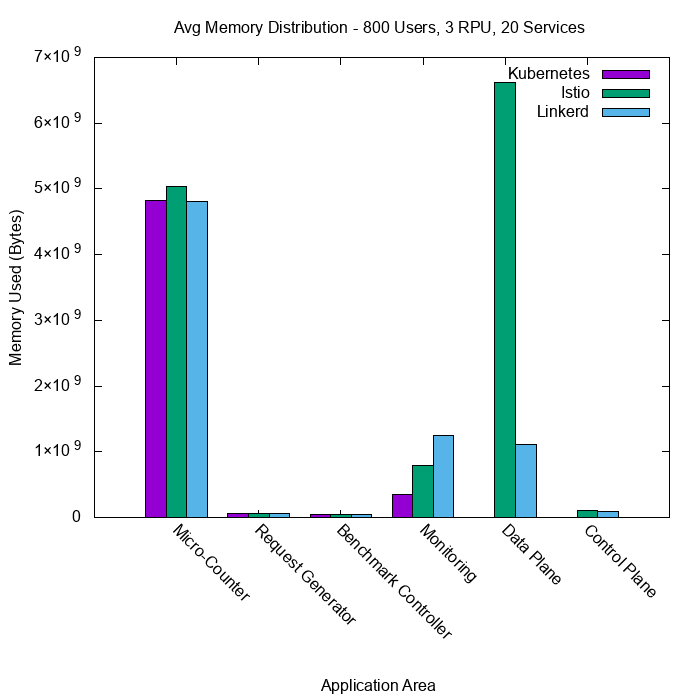 Avg Memory Distribution - 800 Users, 3 RPU, 20 Services
Kubernetes
Istio
Linkerd
7×10⁹
6×10⁹
5×10⁹
4×10⁹
3×10⁹
2×10⁹
1×10⁹
0
Memory Used (Bytes)
Micro-Counter
Request Generator
Benchmark Controller
Monitoring
Data Plane
Control Plane
Application Area